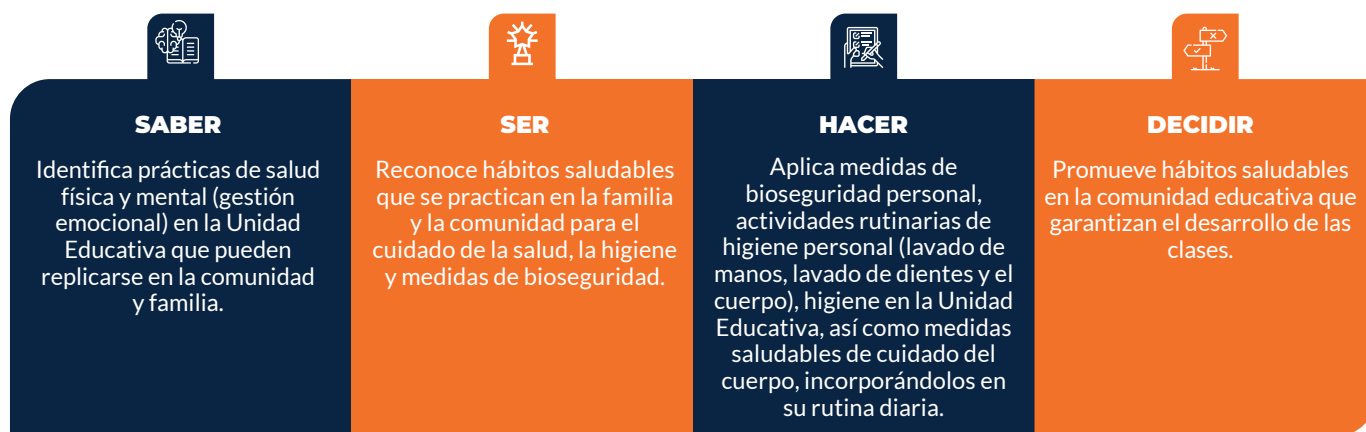 SABER
Identifica prácticas de salud
física y mental (gestión
emocional) en la Unidad
Educativa que pueden
replicarse en la comunidad
y familia.
SER
Reconoce hábitos saludables
que se practican en la familia
y la comunidad para el
cuidado de la salud, la higiene
y medidas de bioseguridad.
HACER
Aplica medidas de
bioseguridad personal,
actividades rutinarias de
higiene personal (lavado de
manos, lavado de dientes y el
cuerpo), higiene en la Unidad
Educativa, así como medidas
saludables de cuidado del
cuerpo, incorporándolos en
su rutina diaria.
DECIDIR
Promueve hábitos saludables
en la comunidad educativa que
garantizan el desarrollo de las
clases.